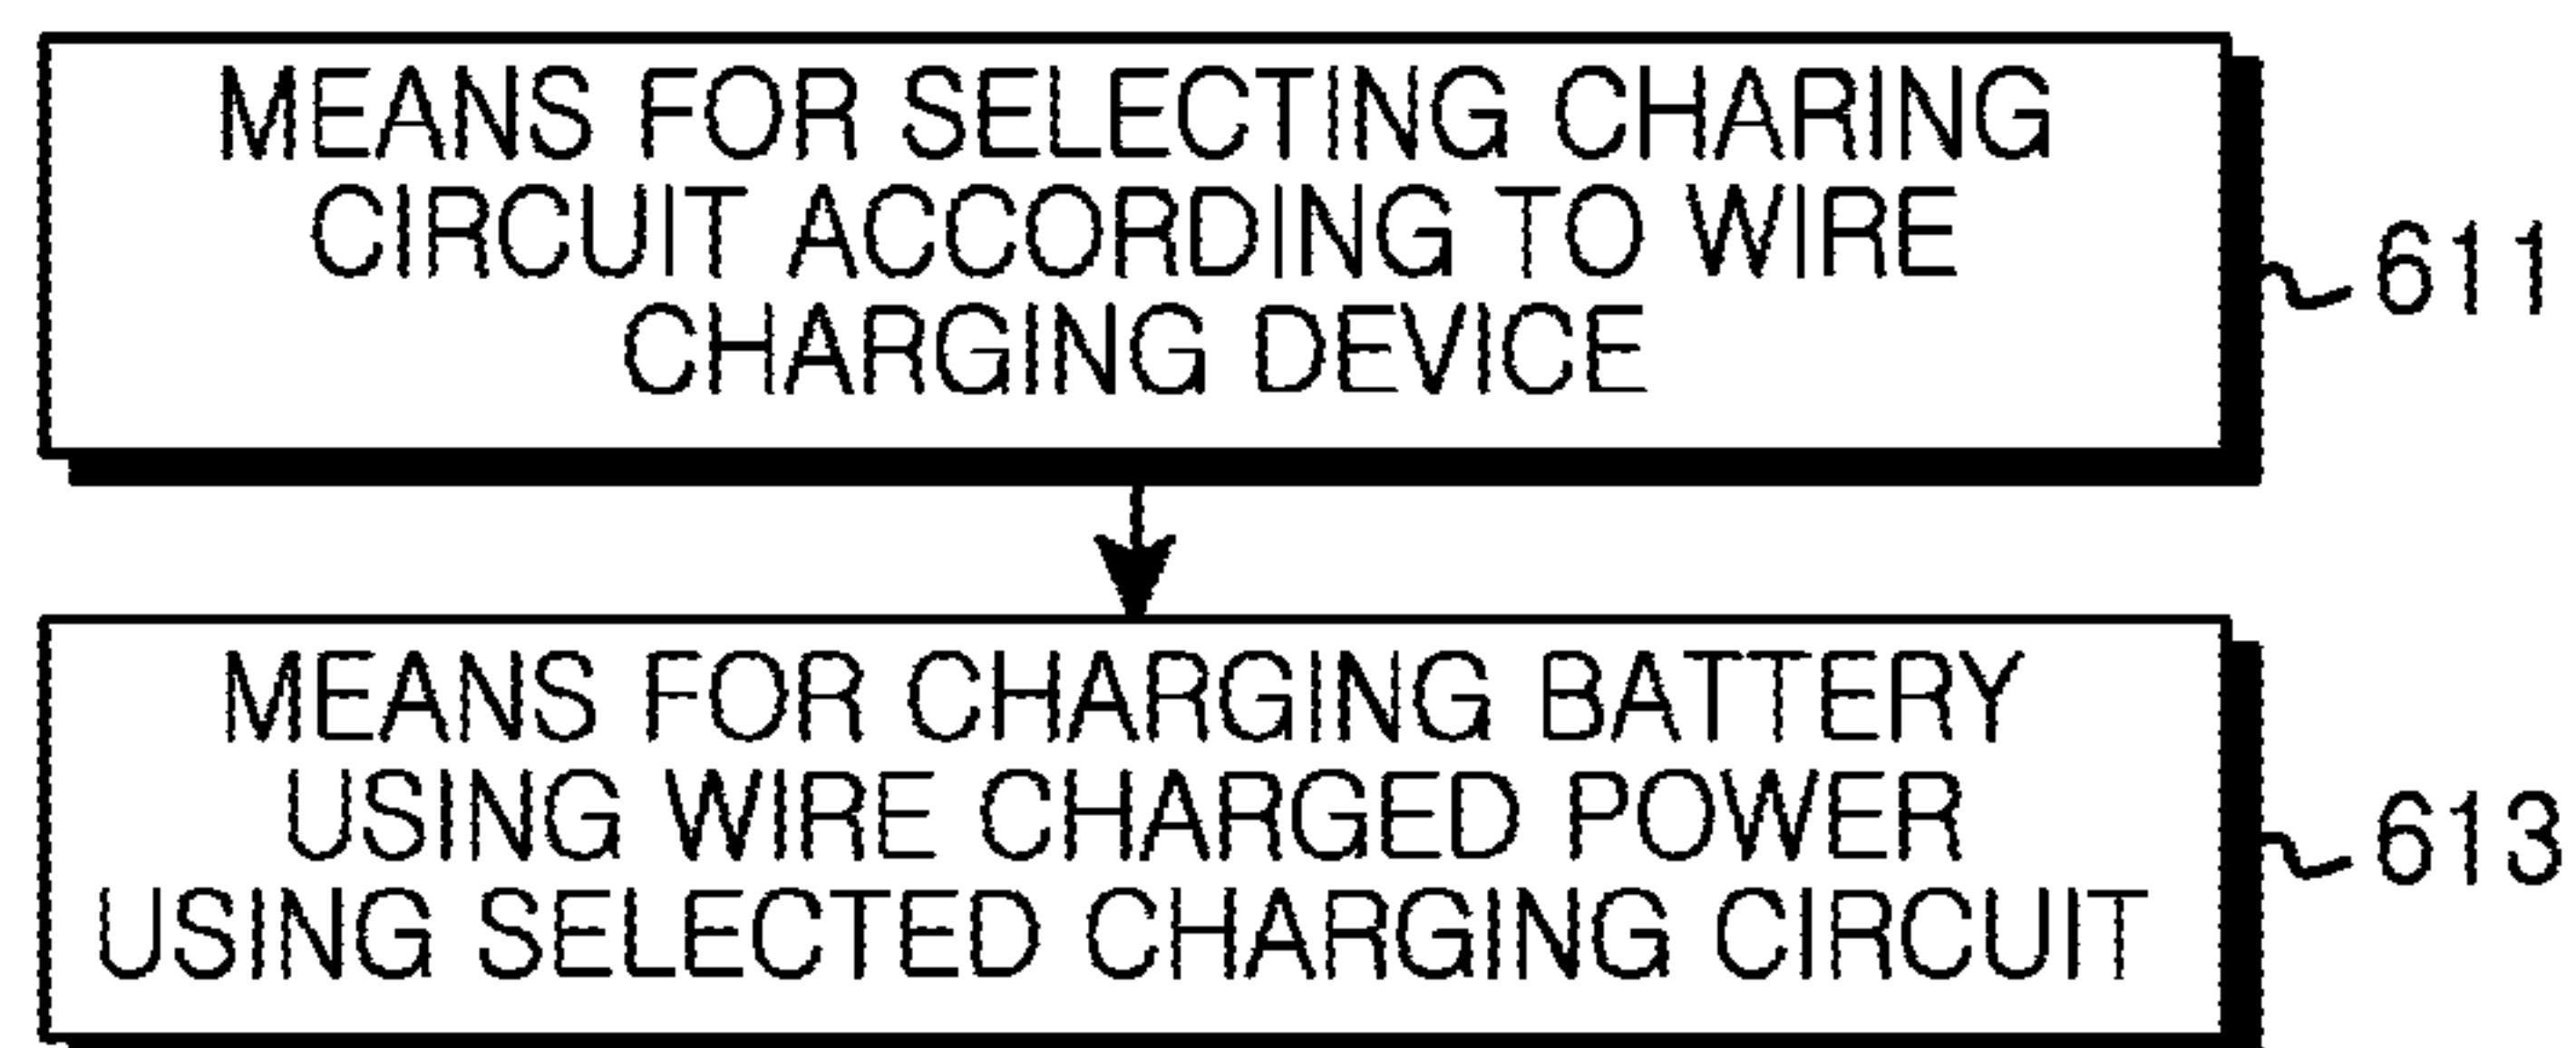 MEANS FOR SELECTING CHARING
CIRCUIT ACCORDING TO WIRE
CHARGING DEVICE
611
MEANS FOR CHARGING BATTERY
USING WIRE CHARGED POWER
USING SELECTED CHARGING CIRCUIT
613